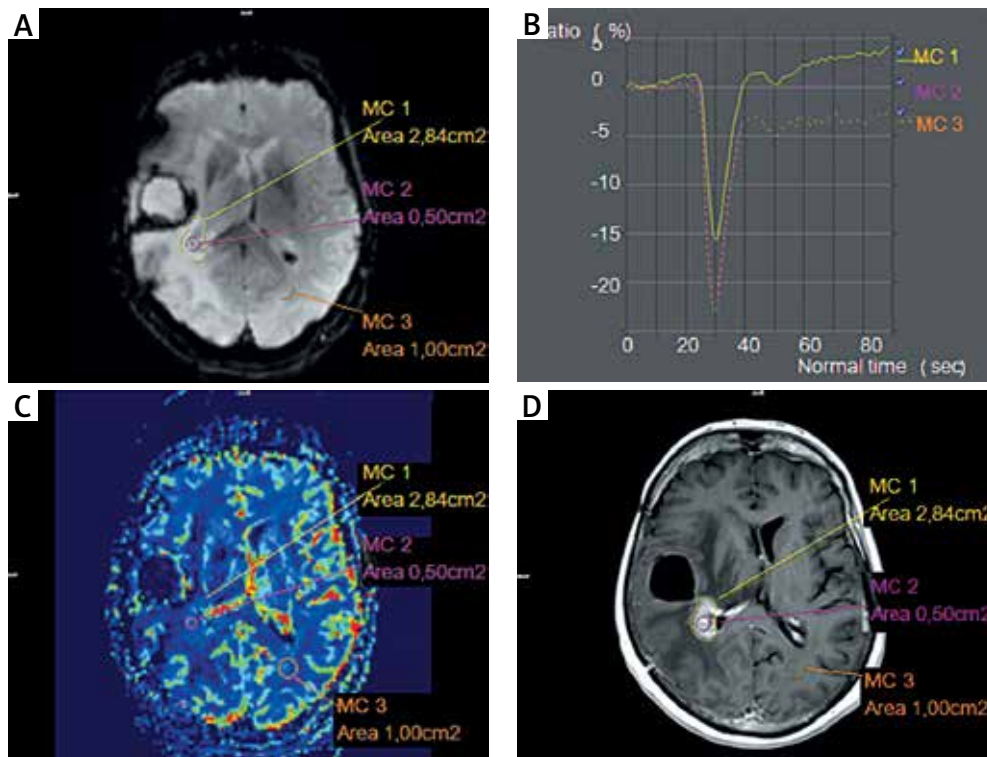 A
MC 1
Area 2,84cm2
MC 2
Area 0,50cm2
MC 3
Area 1,00cm2
B
atio ( %)
5
0
-5
-10
-15
-20
MC 1
MC 2
MC 3
0 20 40 60 80
Normal time ( sec)
C
MC 1
Area 2,84cm2
MC 2
Area 0,50cm2
MC 3
Area 1,00cm2
D
MC 1
Area 2,84cm2
MC 2
Area 0,50cm2
MC 3
Area 1,00cm2